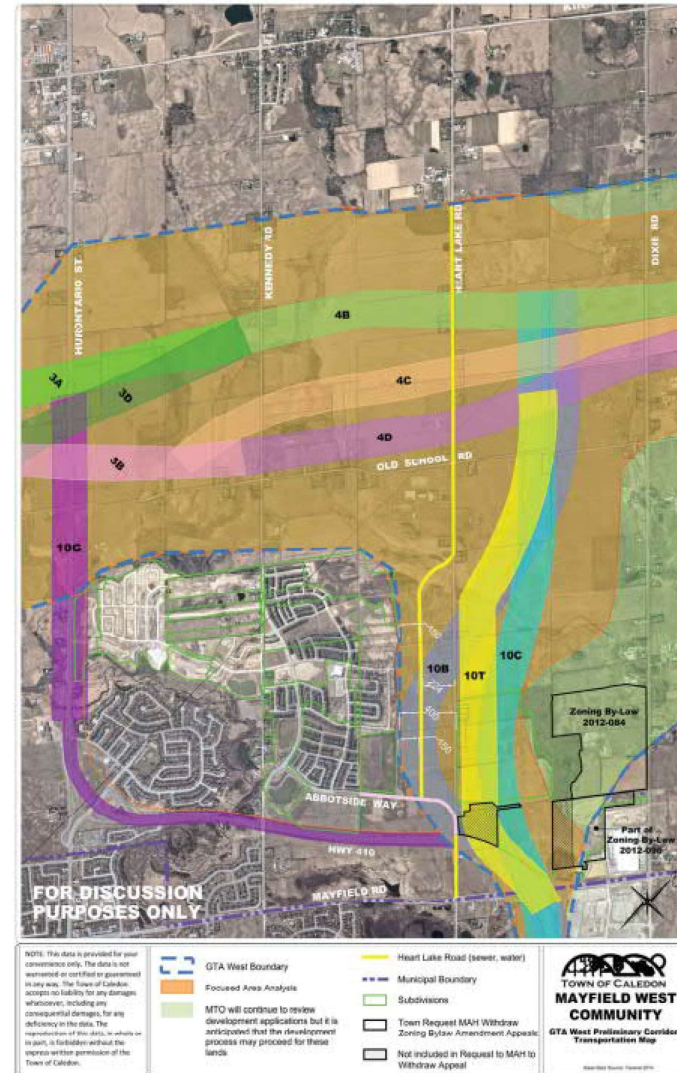 KENNEDY RD
HEART LAKE RD
DIXIE RD
HURONTARIO ST.
4B
3A
3D
4C
4D
3B
OLD SCHOOL RD
10B
10T
10C
Zoning By-Law
2012-084
ABBOTSIDE WAY
Part of
Zoning By-Law
HWY 410
MAYFIELD RD
FOR DISCUSSION
PURPOSES ONLY
NOTE: This data is provided for your
convenience only. The data is not
warranted or certified or guaranteed
in any way. The Town of Caledon
accepts no liability for any damages
whatsoever, including any
consequential damages, for any
deficiency in the data. The
reproduction of this data, in whole or
in part, is forbidden without the
express written permission of the
Town of Caledon.
GTA West Boundary
Focused Area Analysis
MTO will continue to review
development applications but it is
anticipated that the development
process may proceed for these
lands
Heart Lake Road (sewer, water)
Municipal Boundary
Subdivisions
Town Request MAH Withdraw
Zoning Bylaw Amendment Appeals
Not included in Request to MAH to
Withdraw Appeal
TOWN OF CALEDON
MAYFIELD WEST
COMMUNITY
GTA West Preliminary Corridor
Transportation Map